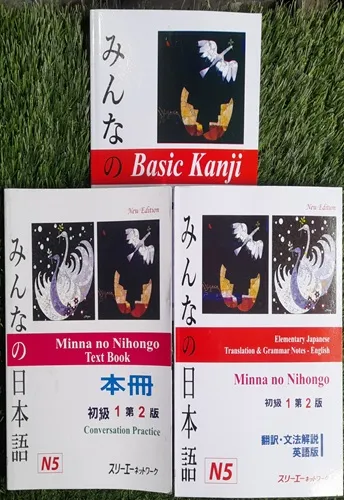 みんなの
Basic Kanji
New Edition
みんなの日本語
Minna no Nihongo
Text Book
本冊
初級 1 第 2 版
Conversation Practice
N5
スリーエーネットワーク
New Edition
みんなの日本語
Elementary Japanese
Translation & Grammar Notes - English
Minna no Nihongo
初級 1 第 2 版
翻訳・文法解説
英語版
N5
スリーエーネットワーク